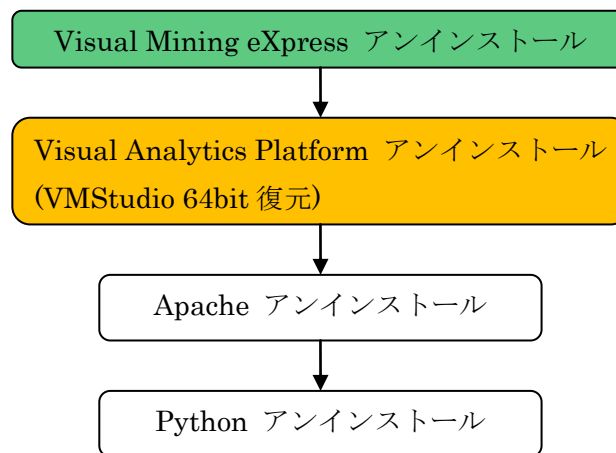 Visual Mining eXpress アンインストール
Visual Analytics Platform アンインストール
(VMStudio 64bit 復元)
Apache アンインストール
Python アンインストール